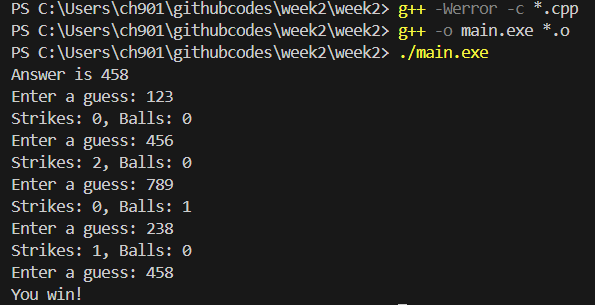 PS C:\Users\ch901\githubcodes\week2\week2> g++ -Werror -c *.cpp
PS C:\Users\ch901\githubcodes\week2\week2> g++ -o main.exe *.o
PS C:\Users\ch901\githubcodes\week2\week2> ./main.exe
Answer is 458
Enter a guess: 123
Strikes: 0, Balls: 0
Enter a guess: 456
Strikes: 2, Balls: 0
Enter a guess: 789
Strikes: 0, Balls: 1
Enter a guess: 238
Strikes: 1, Balls: 0
Enter a guess: 458
You win!